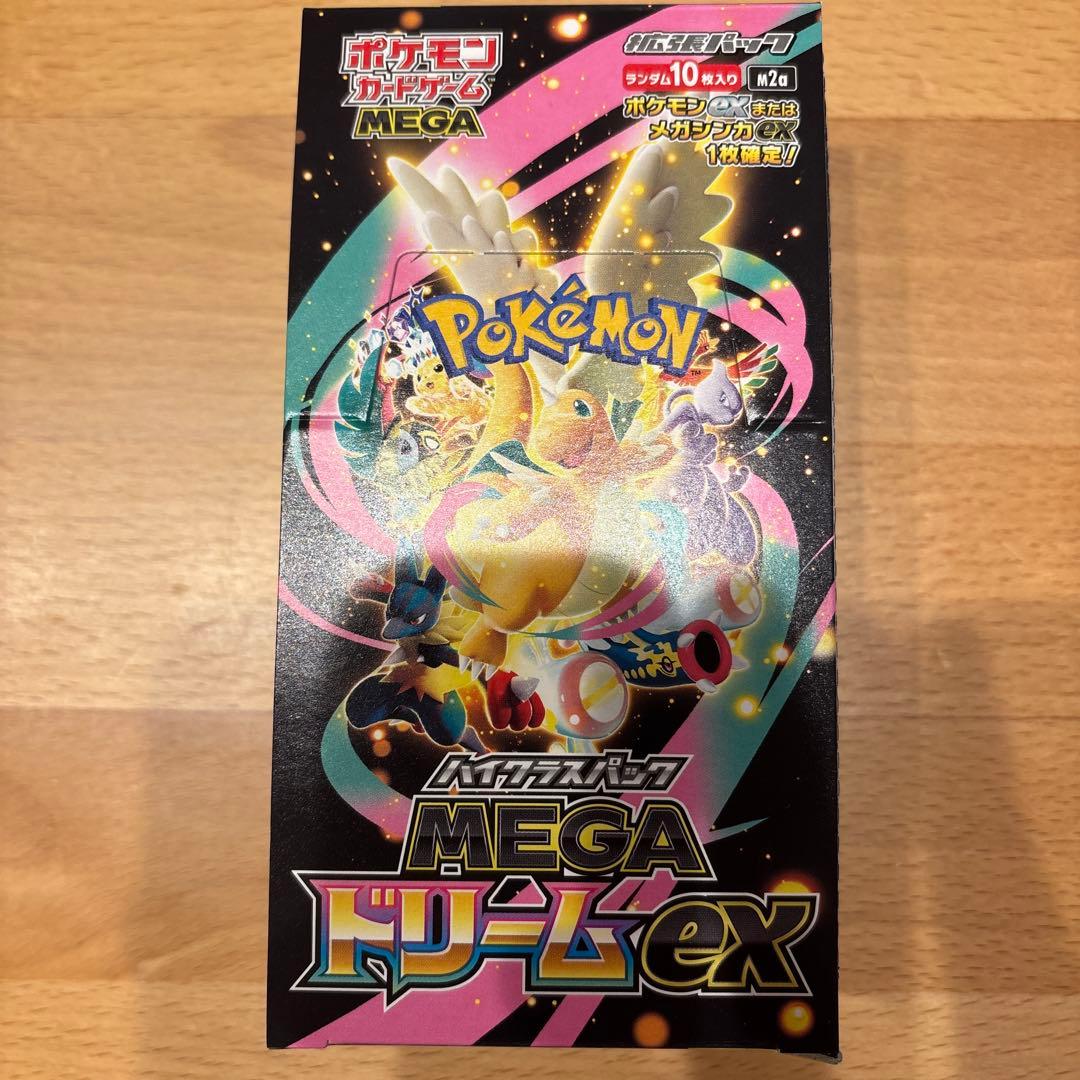 ポケモン
カードゲーム
MEGA
拡張パック
ランダム10枚入り M2a
ポケモンexまたは
メガシンカex
1枚確定!
POKéMON
TM
ハイクラスパック
MEGA
ドリームex